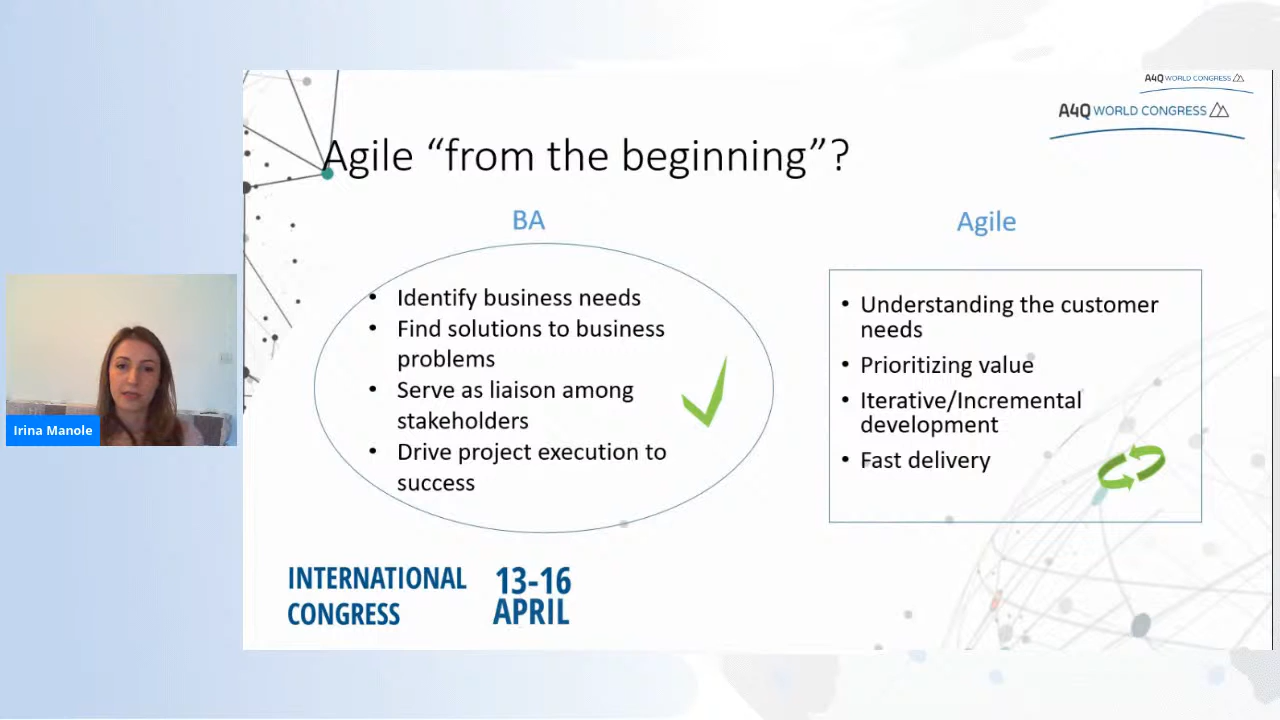 A4Q WORLD CONGRESS
A4Q WORLD CONGRESS
Agile “from the beginning”?
BA
• Identify business needs
• Find solutions to business
problems
• Serve as liaison among
stakeholders
• Drive project execution to
success
Agile
• Understanding the customer
needs
• Prioritizing value
• Iterative/Incremental
development
• Fast delivery
Irina Manole
INTERNATIONAL
CONGRESS
13-16
APRIL